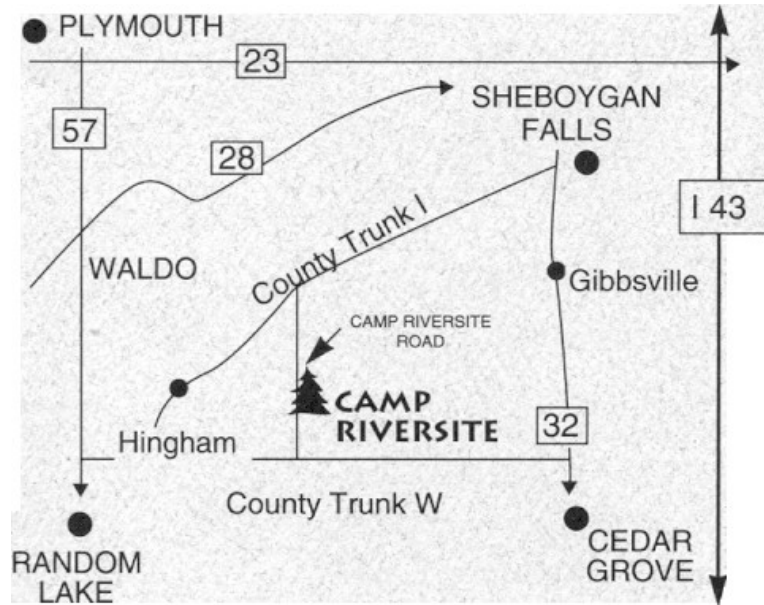 PLYMOUTH
23
SHEBOYGAN
FALLS
57
28
I 43
County Trunk I
WALDO
Gibbsville
CAMP RIVERSITE
ROAD
CAMP
RIVERSITE
32
Hingham
County Trunk W
RANDOM
LAKE
CEDAR
GROVE